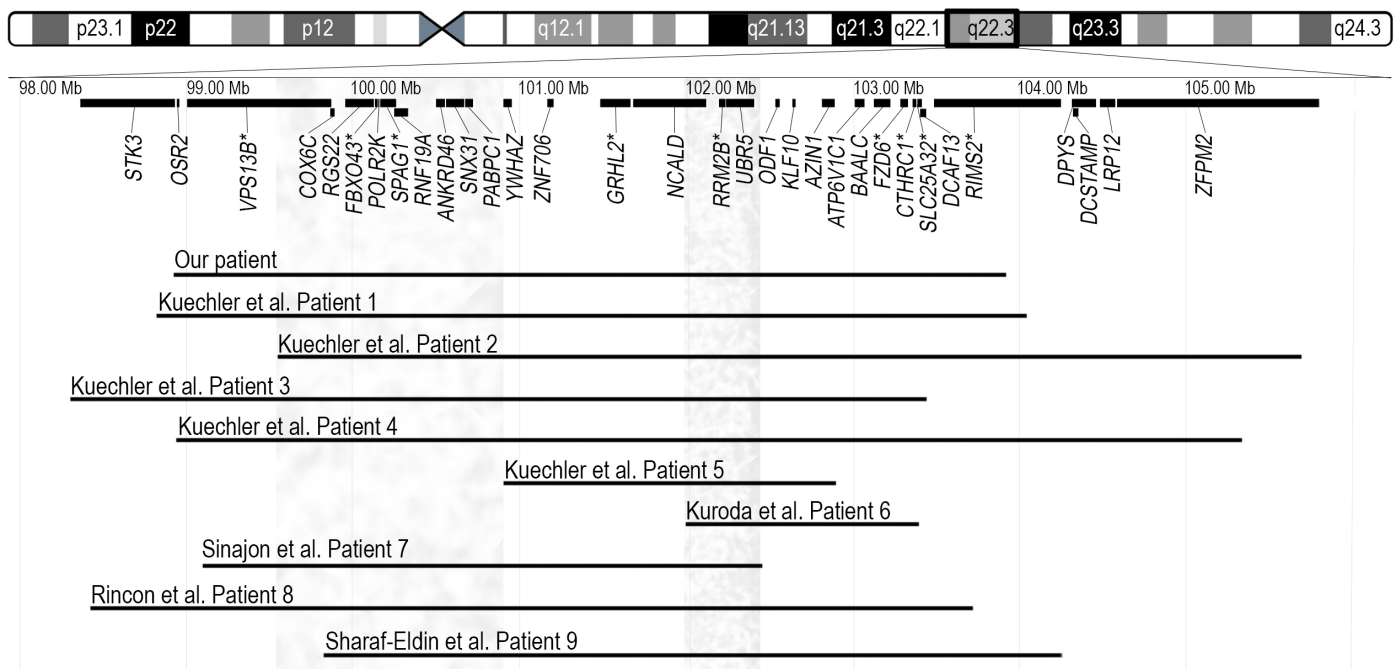 p23.1 p22 p12 q12.1 q21.13 q21.3 q22.1 q22.3 q23.3 q24.3
98.00 Mb 99.00 Mb 100.00 Mb 101.00 Mb 102.00 Mb 103.00 Mb 104.00 Mb 105.00 Mb
STK3
OSR2
VPS13B*
COX6C
RGS22
FBXO43*
POLR2K
SPAG1*
RNF19A
ANKRD46
SNX31
PABPC1
YWHAZ
ZNF706
GRHL2*
NCALD
RRM2B*
UBR5
ODF1
KLF10
AZIN1
ATP6V1C1
BAALC
FZD6*
CTHRC1*
SLC25A32*
DCAF13
RIMS2*
DPYS
DCSTAMP
LRP12
ZFPM2
Our patient
Kuechler et al. Patient 1
Kuechler et al. Patient 2
Kuechler et al. Patient 3
Kuechler et al. Patient 4
Kuechler et al. Patient 5
Kuroda et al. Patient 6
Sinajon et al. Patient 7
Rincon et al. Patient 8
Sharaf-Eldin et al. Patient 9